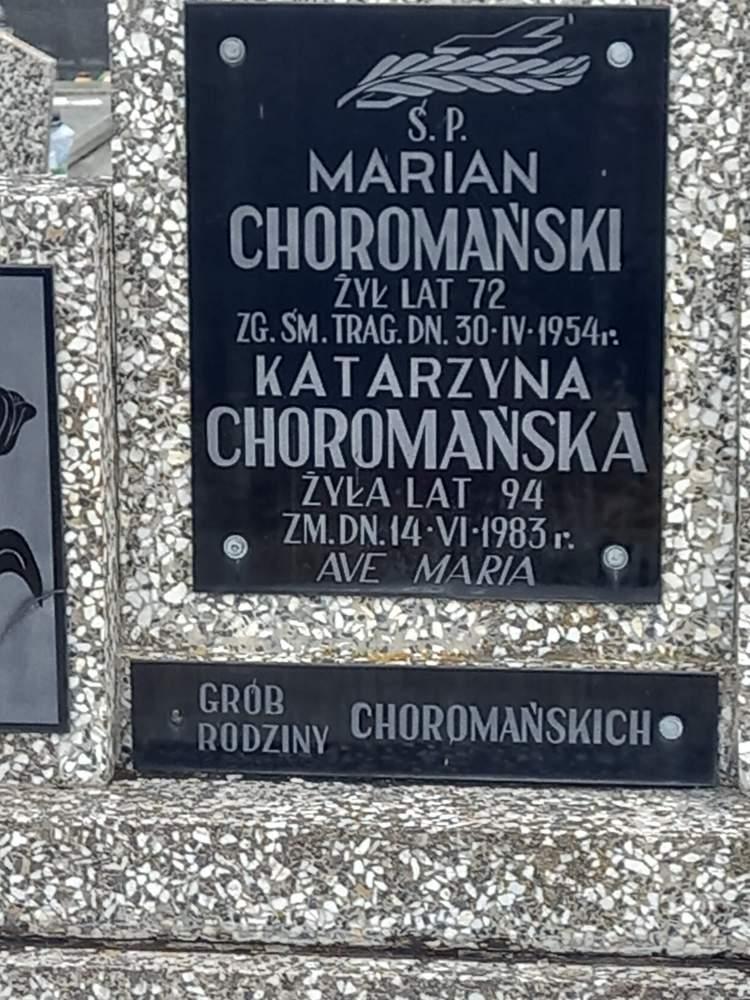 Ś. P.
MARIAN
CHOROMAŃSKI
ŻYŁ LAT 72
ZG. ŚM. TRAG. DN. 30·IV·1954r.
KATARZYNA
CHOROMAŃSKA
ŻYŁA LAT 94
ZM. DN. 14·VI·1983 r.
AVE MARIA
GRÓB
RODZINY CHOROMAŃSKICH